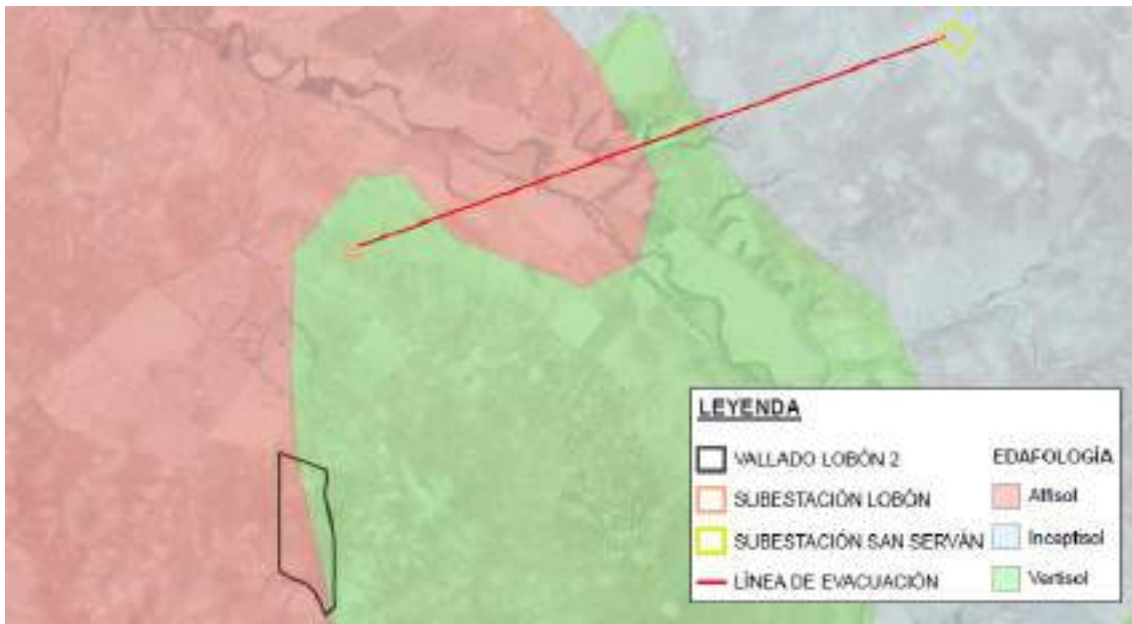 LEYENDA
VALLADO LOBÓN 2
SUBESTACIÓN LOBÓN
SUBESTACIÓN SAN SERVÁN
LÍNEA DE EVACUACIÓN
EDAFOLOGÍA
Alfisol
Inceptisol
Vertisol